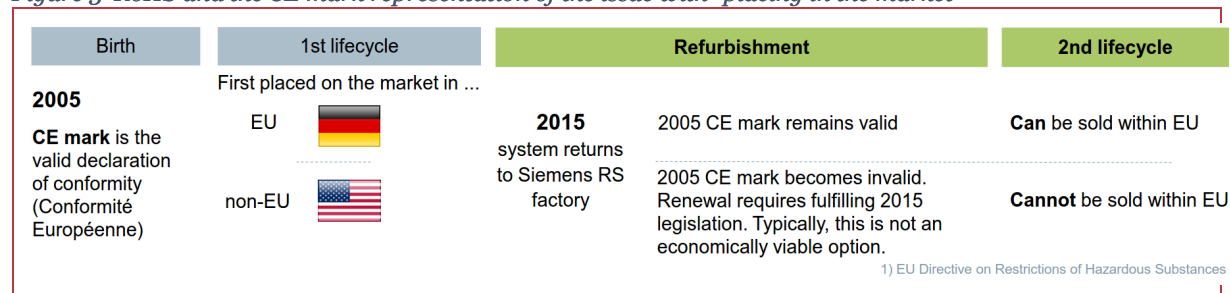 Birth
1st lifecycle
Refurbishment
2nd lifecycle
2005
CE mark is the
valid declaration
of conformity
(Conformité
Européenne)
First placed on the market in ...
EU
non-EU
2015
system returns
to Siemens RS
factory
2005 CE mark remains valid
2005 CE mark becomes invalid.
Renewal requires fulfilling 2015
legislation. Typically, this is not an
economically viable option.
Can be sold within EU
Cannot be sold within EU
1) EU Directive on Restrictions of Hazardous Substances